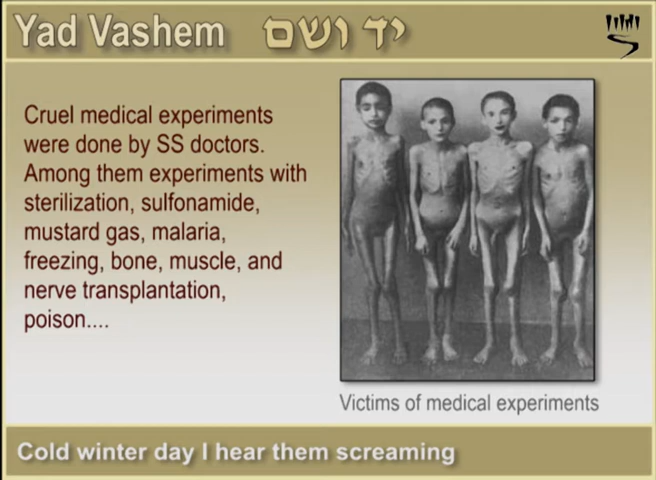 Yad Vashem יד ושם
Cruel medical experiments
were done by SS doctors.
Among them experiments with
sterilization, sulfonamide,
mustard gas, malaria,
freezing, bone, muscle, and
nerve transplantation,
poison....
Victims of medical experiments
Cold winter day I hear them screaming